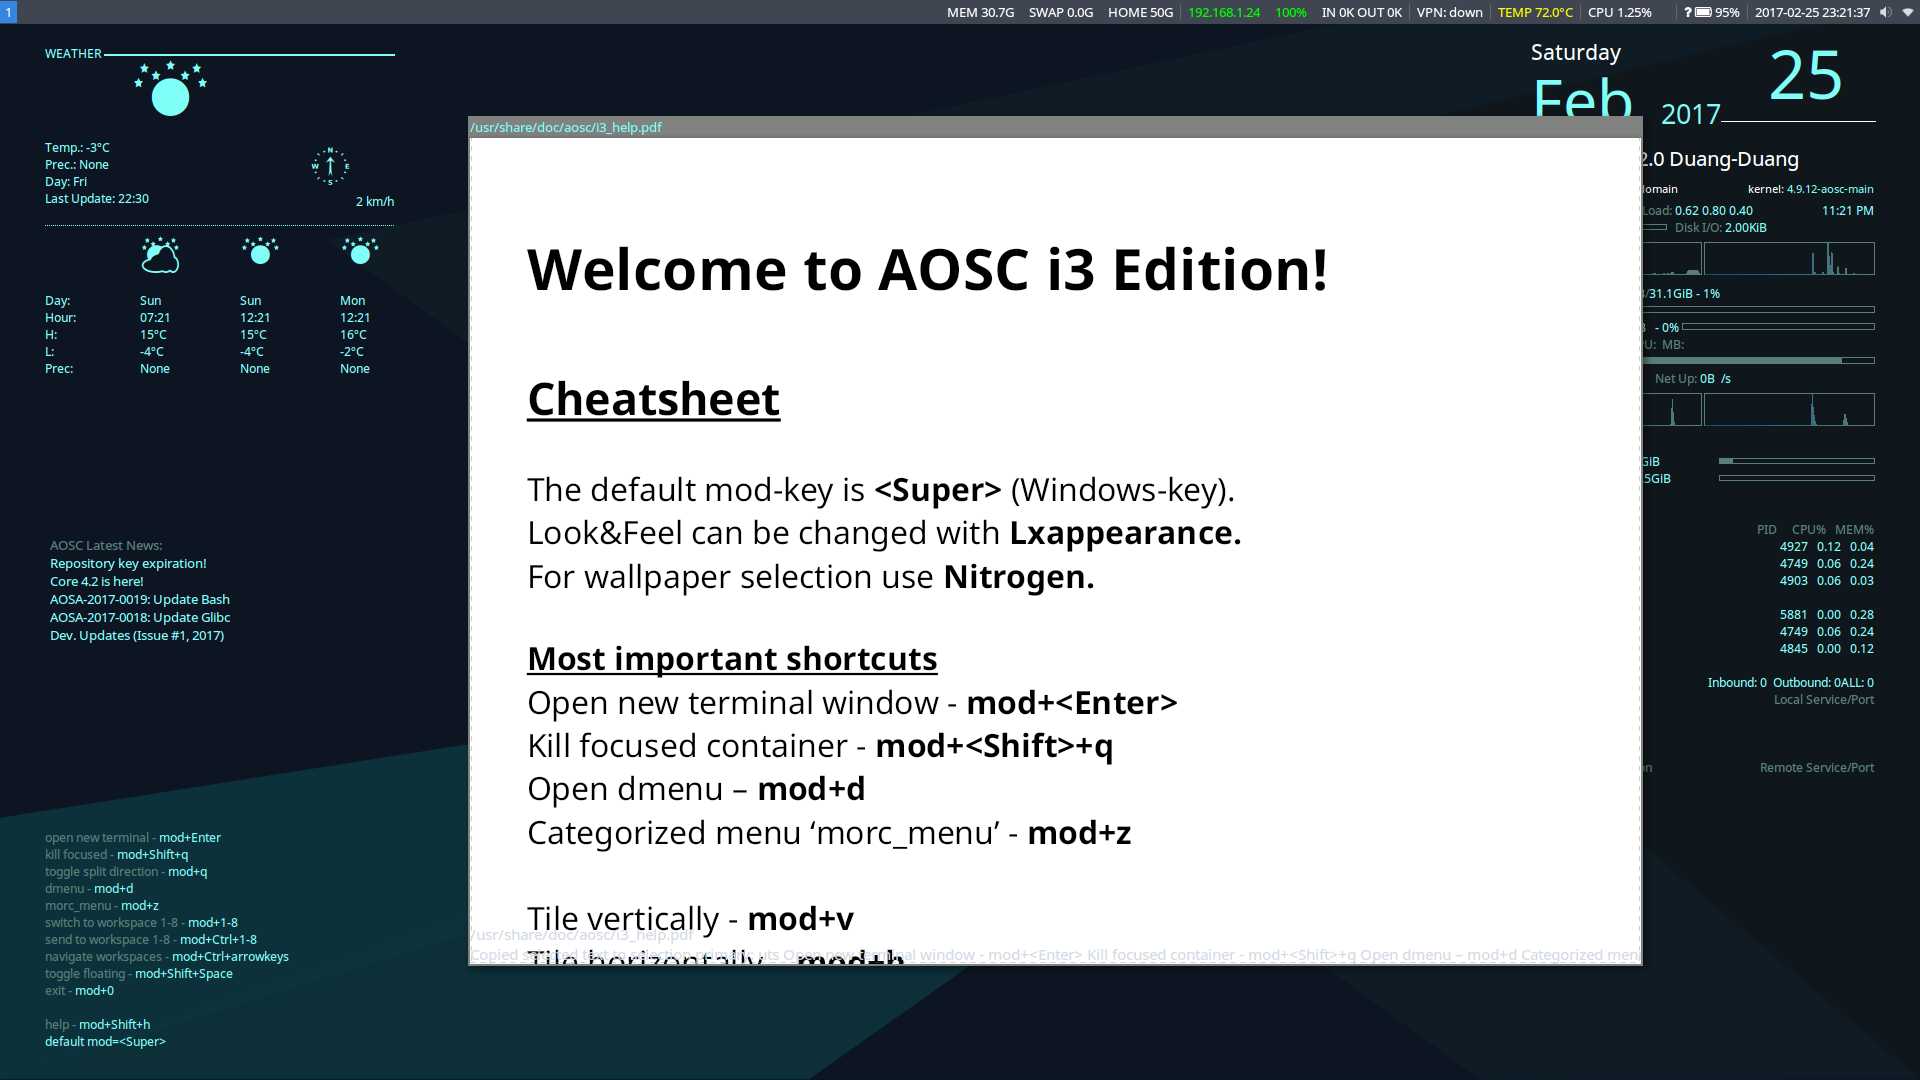 1
MEM 30.7G SWAP 0.0G HOME 50G 192.168.1.24 100% IN 0K OUT 0K VPN: down TEMP 72.0°C CPU 1.25% ? 95% 2017-02-25 23:21:37
WEATHER
Temp.: -3°C
Prec.: None
Day: Fri
Last Update: 22:30
N
W E
S
2 km/h
Day: Sun Sun Mon
Hour: 07:21 12:21 12:21
H: 15°C 15°C 16°C
L: -4°C -4°C -2°C
Prec: None None None
AOSC Latest News:
Repository key expiration!
Core 4.2 is here!
AOSA-2017-0019: Update Bash
AOSA-2017-0018: Update Glibc
Dev. Updates (Issue #1, 2017)
open new terminal - mod+Enter
kill focused - mod+Shift+q
toggle split direction - mod+q
dmenu - mod+d
morc_menu - mod+z
switch to workspace 1-8 - mod+1-8
send to workspace 1-8 - mod+Ctrl+1-8
navigate workspaces - mod+Ctrl+arrowkeys
toggle floating - mod+Shift+Space
exit - mod+0
help - mod+Shift+h
default mod=<Super>
/usr/share/doc/aosc/i3_help.pdf
Welcome to AOSC i3 Edition!
Cheatsheet
The default mod-key is <Super> (Windows-key).
Look&Feel can be changed with Lxappearance.
For wallpaper selection use Nitrogen.
Most important shortcuts
Open new terminal window - mod+<Enter>
Kill focused container - mod+<Shift>+q
Open dmenu – mod+d
Categorized menu ‘morc_menu’ - mod+z
Tile vertically - mod+v
Tile horizontally - mod+h
/usr/share/doc/aosc/i3_help.pdf
Copied selected text to selection primary: uts Open new terminal window - mod+<Enter> Kill focused container - mod+<Shift>+q Open dmenu – mod+d Categorized men
Saturday
Feb 2017 25
2.0 Duang-Duang
omain kernel: 4.9.12-aosc-main
Load: 0.62 0.80 0.40 11:21 PM
Disk I/O: 2.00KiB
/31.1GiB - 1%
- 0%
U: MB:
Net Up: 0B /s
GiB
.5GiB
PID CPU% MEM%
4927 0.12 0.04
4749 0.06 0.24
4903 0.06 0.03
5881 0.00 0.28
4749 0.06 0.24
4845 0.00 0.12
Inbound: 0 Outbound: 0ALL: 0
Local Service/Port
Remote Service/Port